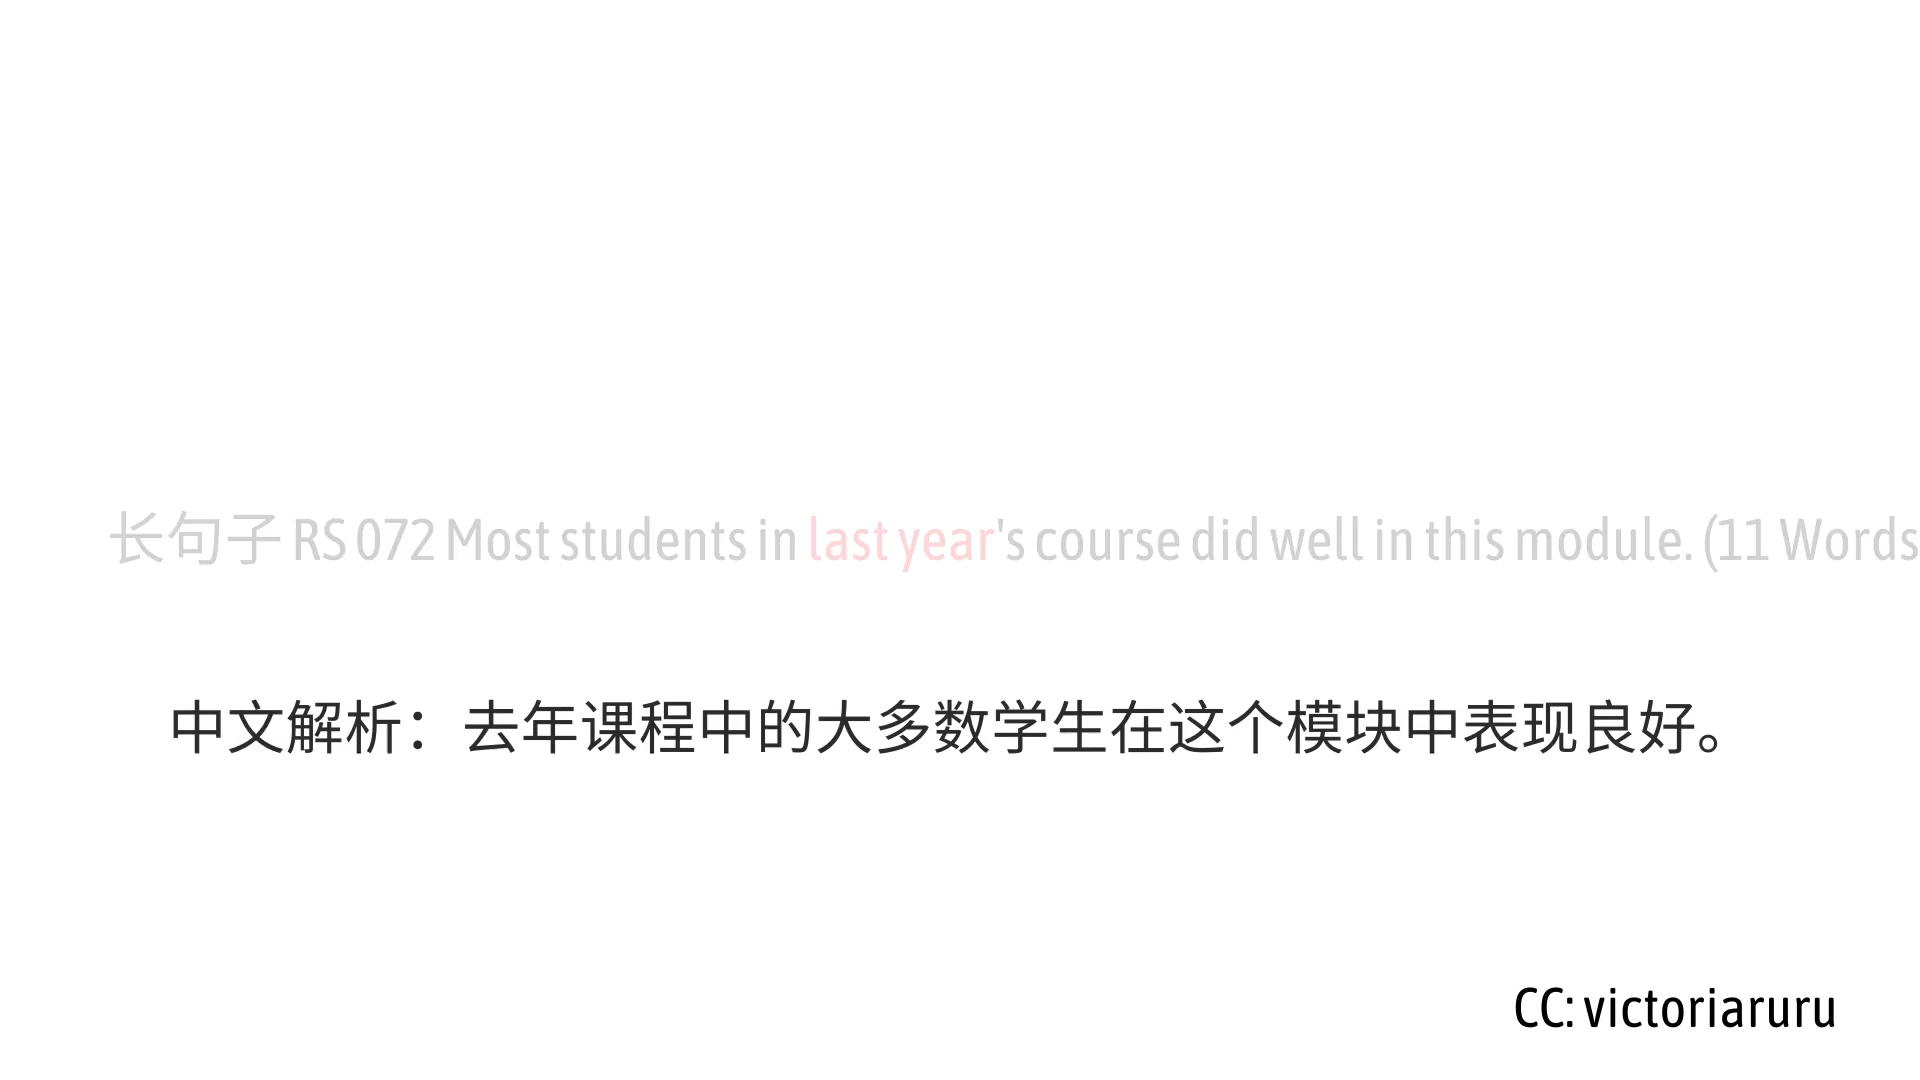 长句子 RS 072 Most students in last year's course did well in this module. (11 Words
中文解析：去年课程中的大多数学生在这个模块中表现良好。
CC: victoriaruru